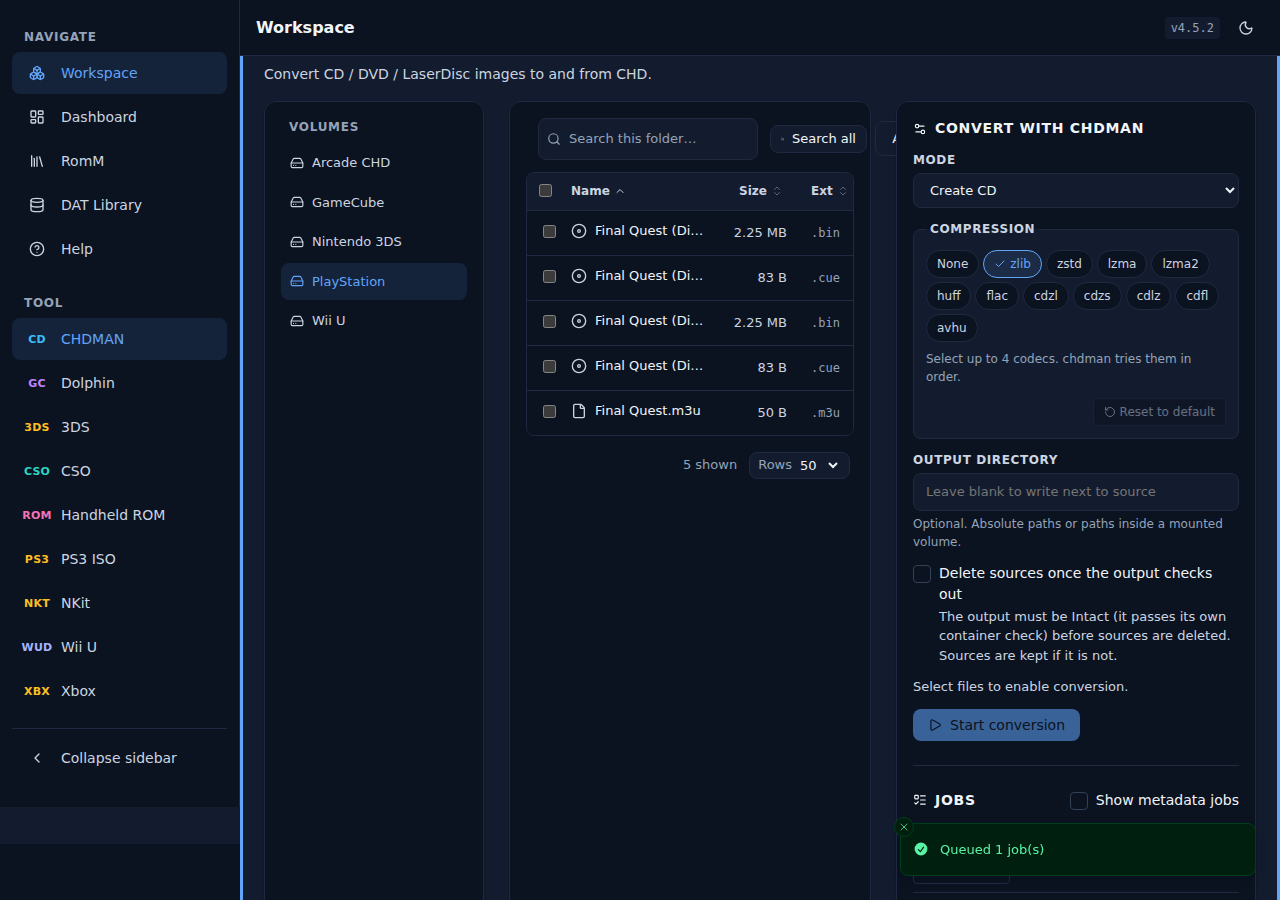 NAVIGATE
Workspace
Dashboard
RomM
DAT Library
Help
TOOL
CD CHDMAN
GC Dolphin
3DS 3DS
CSO CSO
ROM Handheld ROM
PS3 PS3 ISO
NKT NKit
WUD Wii U
XBX Xbox
Collapse sidebar
Workspace
v4.5.2
Convert CD / DVD / LaserDisc images to and from CHD.
VOLUMES
Arcade CHD
GameCube
Nintendo 3DS
PlayStation
Wii U
Search this folder…
Search all
Name Size Ext
Final Quest (Di… 2.25 MB .bin
Final Quest (Di… 83 B .cue
Final Quest (Di… 2.25 MB .bin
Final Quest (Di… 83 B .cue
Final Quest.m3u 50 B .m3u
5 shown Rows 50
CONVERT WITH CHDMAN
MODE
Create CD
COMPRESSION
None zlib zstd lzma lzma2
huff flac cdzl cdzs cdlz cdfl
avhu
Select up to 4 codecs. chdman tries them in
order.
Reset to default
OUTPUT DIRECTORY
Leave blank to write next to source
Optional. Absolute paths or paths inside a mounted
volume.
Delete sources once the output checks
out
The output must be Intact (it passes its own
container check) before sources are deleted.
Sources are kept if it is not.
Select files to enable conversion.
Start conversion
JOBS Show metadata jobs
Queued 1 job(s)